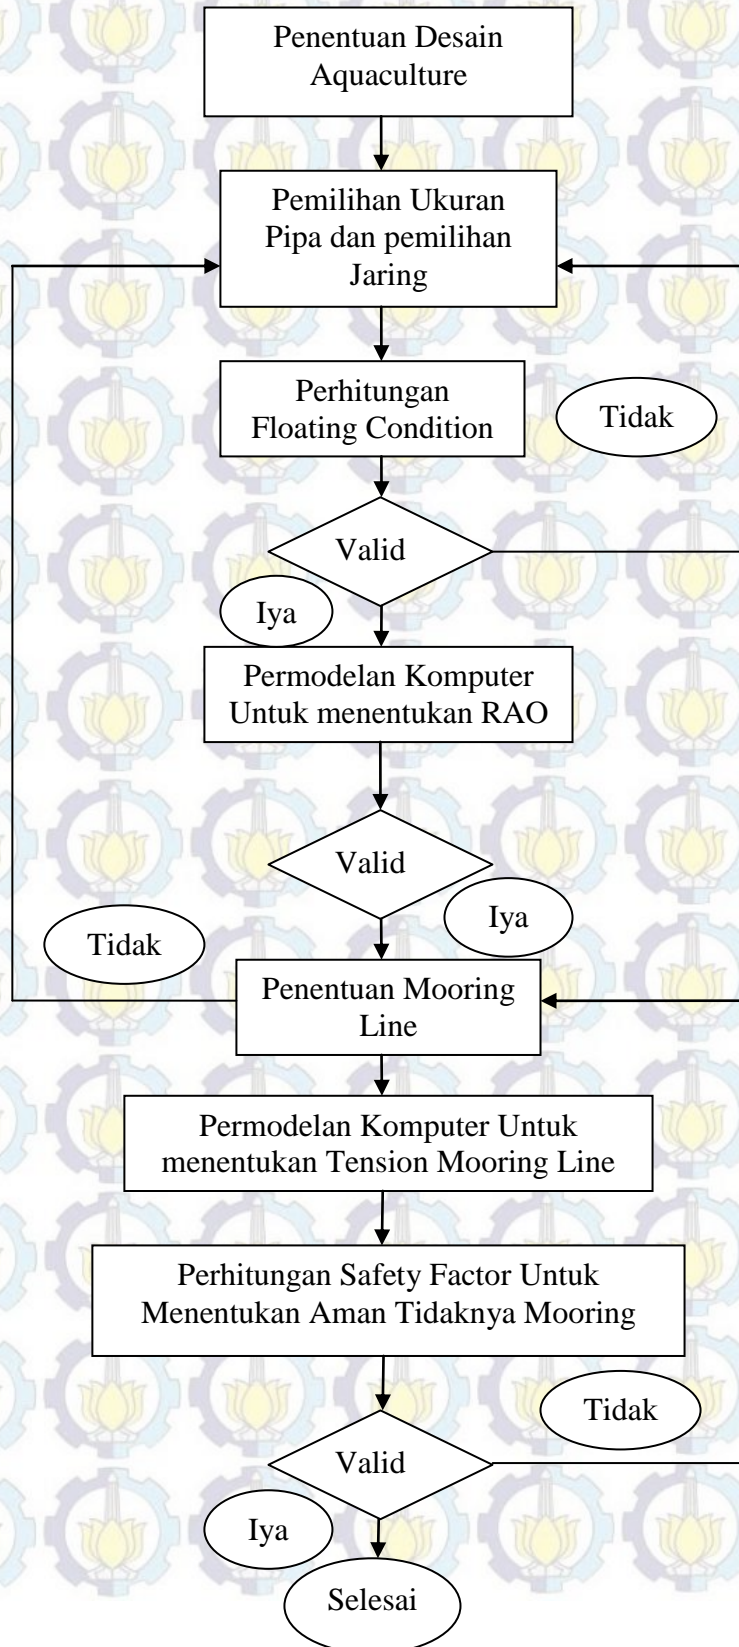 Penentuan Desain
Aquaculture
Pemilihan Ukuran
Pipa dan pemilihan
Jaring
Perhitungan
Floating Condition
Tidak
Valid
Iya
Permodelan Komputer
Untuk menentukan RAO
Valid
Iya
Tidak
Penentuan Mooring
Line
Permodelan Komputer Untuk
menentukan Tension Mooring Line
Perhitungan Safety Factor Untuk
Menentukan Aman Tidaknya Mooring
Tidak
Valid
Iya
Selesai